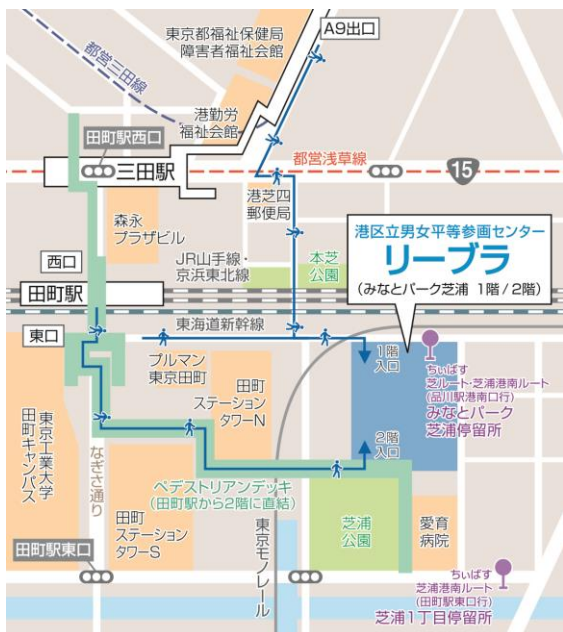 東京都福祉保健局
障害者福祉会館
A9出口
都営三田線
港勤労
福祉会館
田町駅西口
三田駅
都営浅草線
15
港芝四
郵便局
森永
プラザビル
港区立男女平等参画センター
リーブラ
(みなとパーク芝浦 1階/2階)
西口
JR山手線・
京浜東北線
本芝
公園
田町駅
東海道新幹線
東口
プルマン
東京田町
田町
ステーション
タワーN
1階
入口
ちぃばす
芝ルート・芝浦港南ルート
(品川駅港南口行)
みなとパーク
芝浦停留所
東京工業大学
田町キャンパス
なぎさ通り
2階
入口
ペデストリアンデッキ
(田町駅から2階に直結)
田町
ステーション
タワーS
東京モノレール
芝浦
公園
愛育
病院
田町駅東口
ちぃばす
芝浦港南ルート
(田町駅東口行)
芝浦1丁目停留所